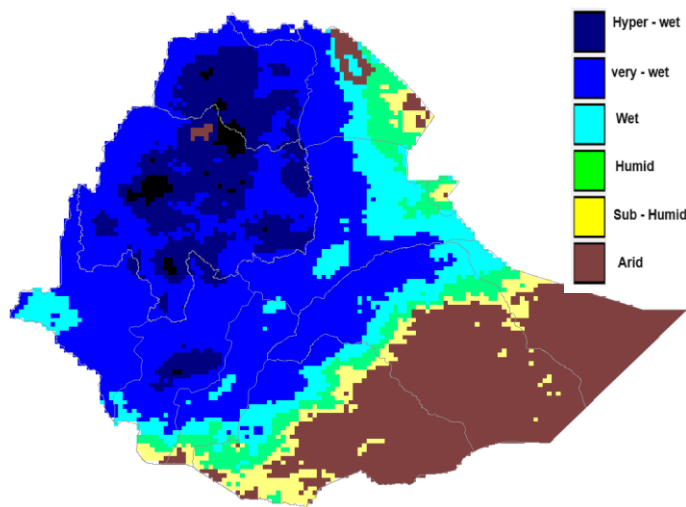 Hyper - wet
very - wet
Wet
Humid
Sub - Humid
Arid